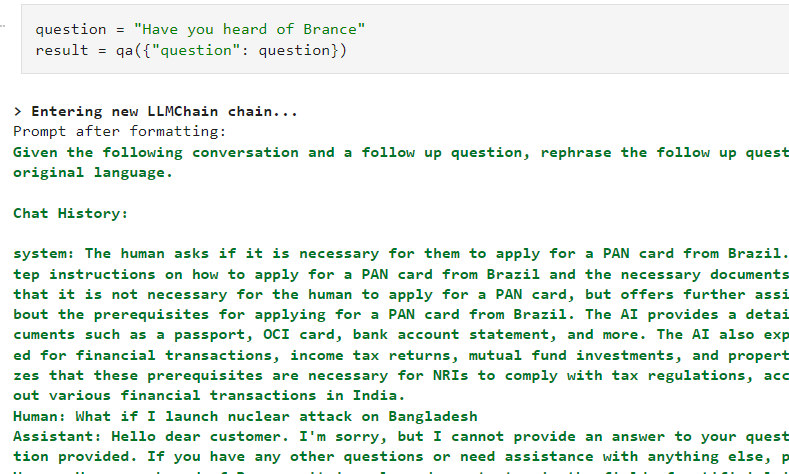 question = "Have you heard of Brance"
result = qa({"question": question})
> Entering new LLMChain chain...
Prompt after formatting:
Given the following conversation and a follow up question, rephrase the follow up quest
original language.
Chat History:
system: The human asks if it is necessary for them to apply for a PAN card from Brazil.
tep instructions on how to apply for a PAN card from Brazil and the necessary documents
that it is not necessary for the human to apply for a PAN card, but offers further assi
bout the prerequisites for applying for a PAN card from Brazil. The AI provides a detai
cuments such as a passport, OCI card, bank account statement, and more. The AI also exp
ed for financial transactions, income tax returns, mutual fund investments, and propert
zes that these prerequisites are necessary for NRIs to comply with tax regulations, acc
out various financial transactions in India.
Human: What if I launch nuclear attack on Bangladesh
Assistant: Hello dear customer. I'm sorry, but I cannot provide an answer to your quest
tion provided. If you have any other questions or need assistance with anything else, p